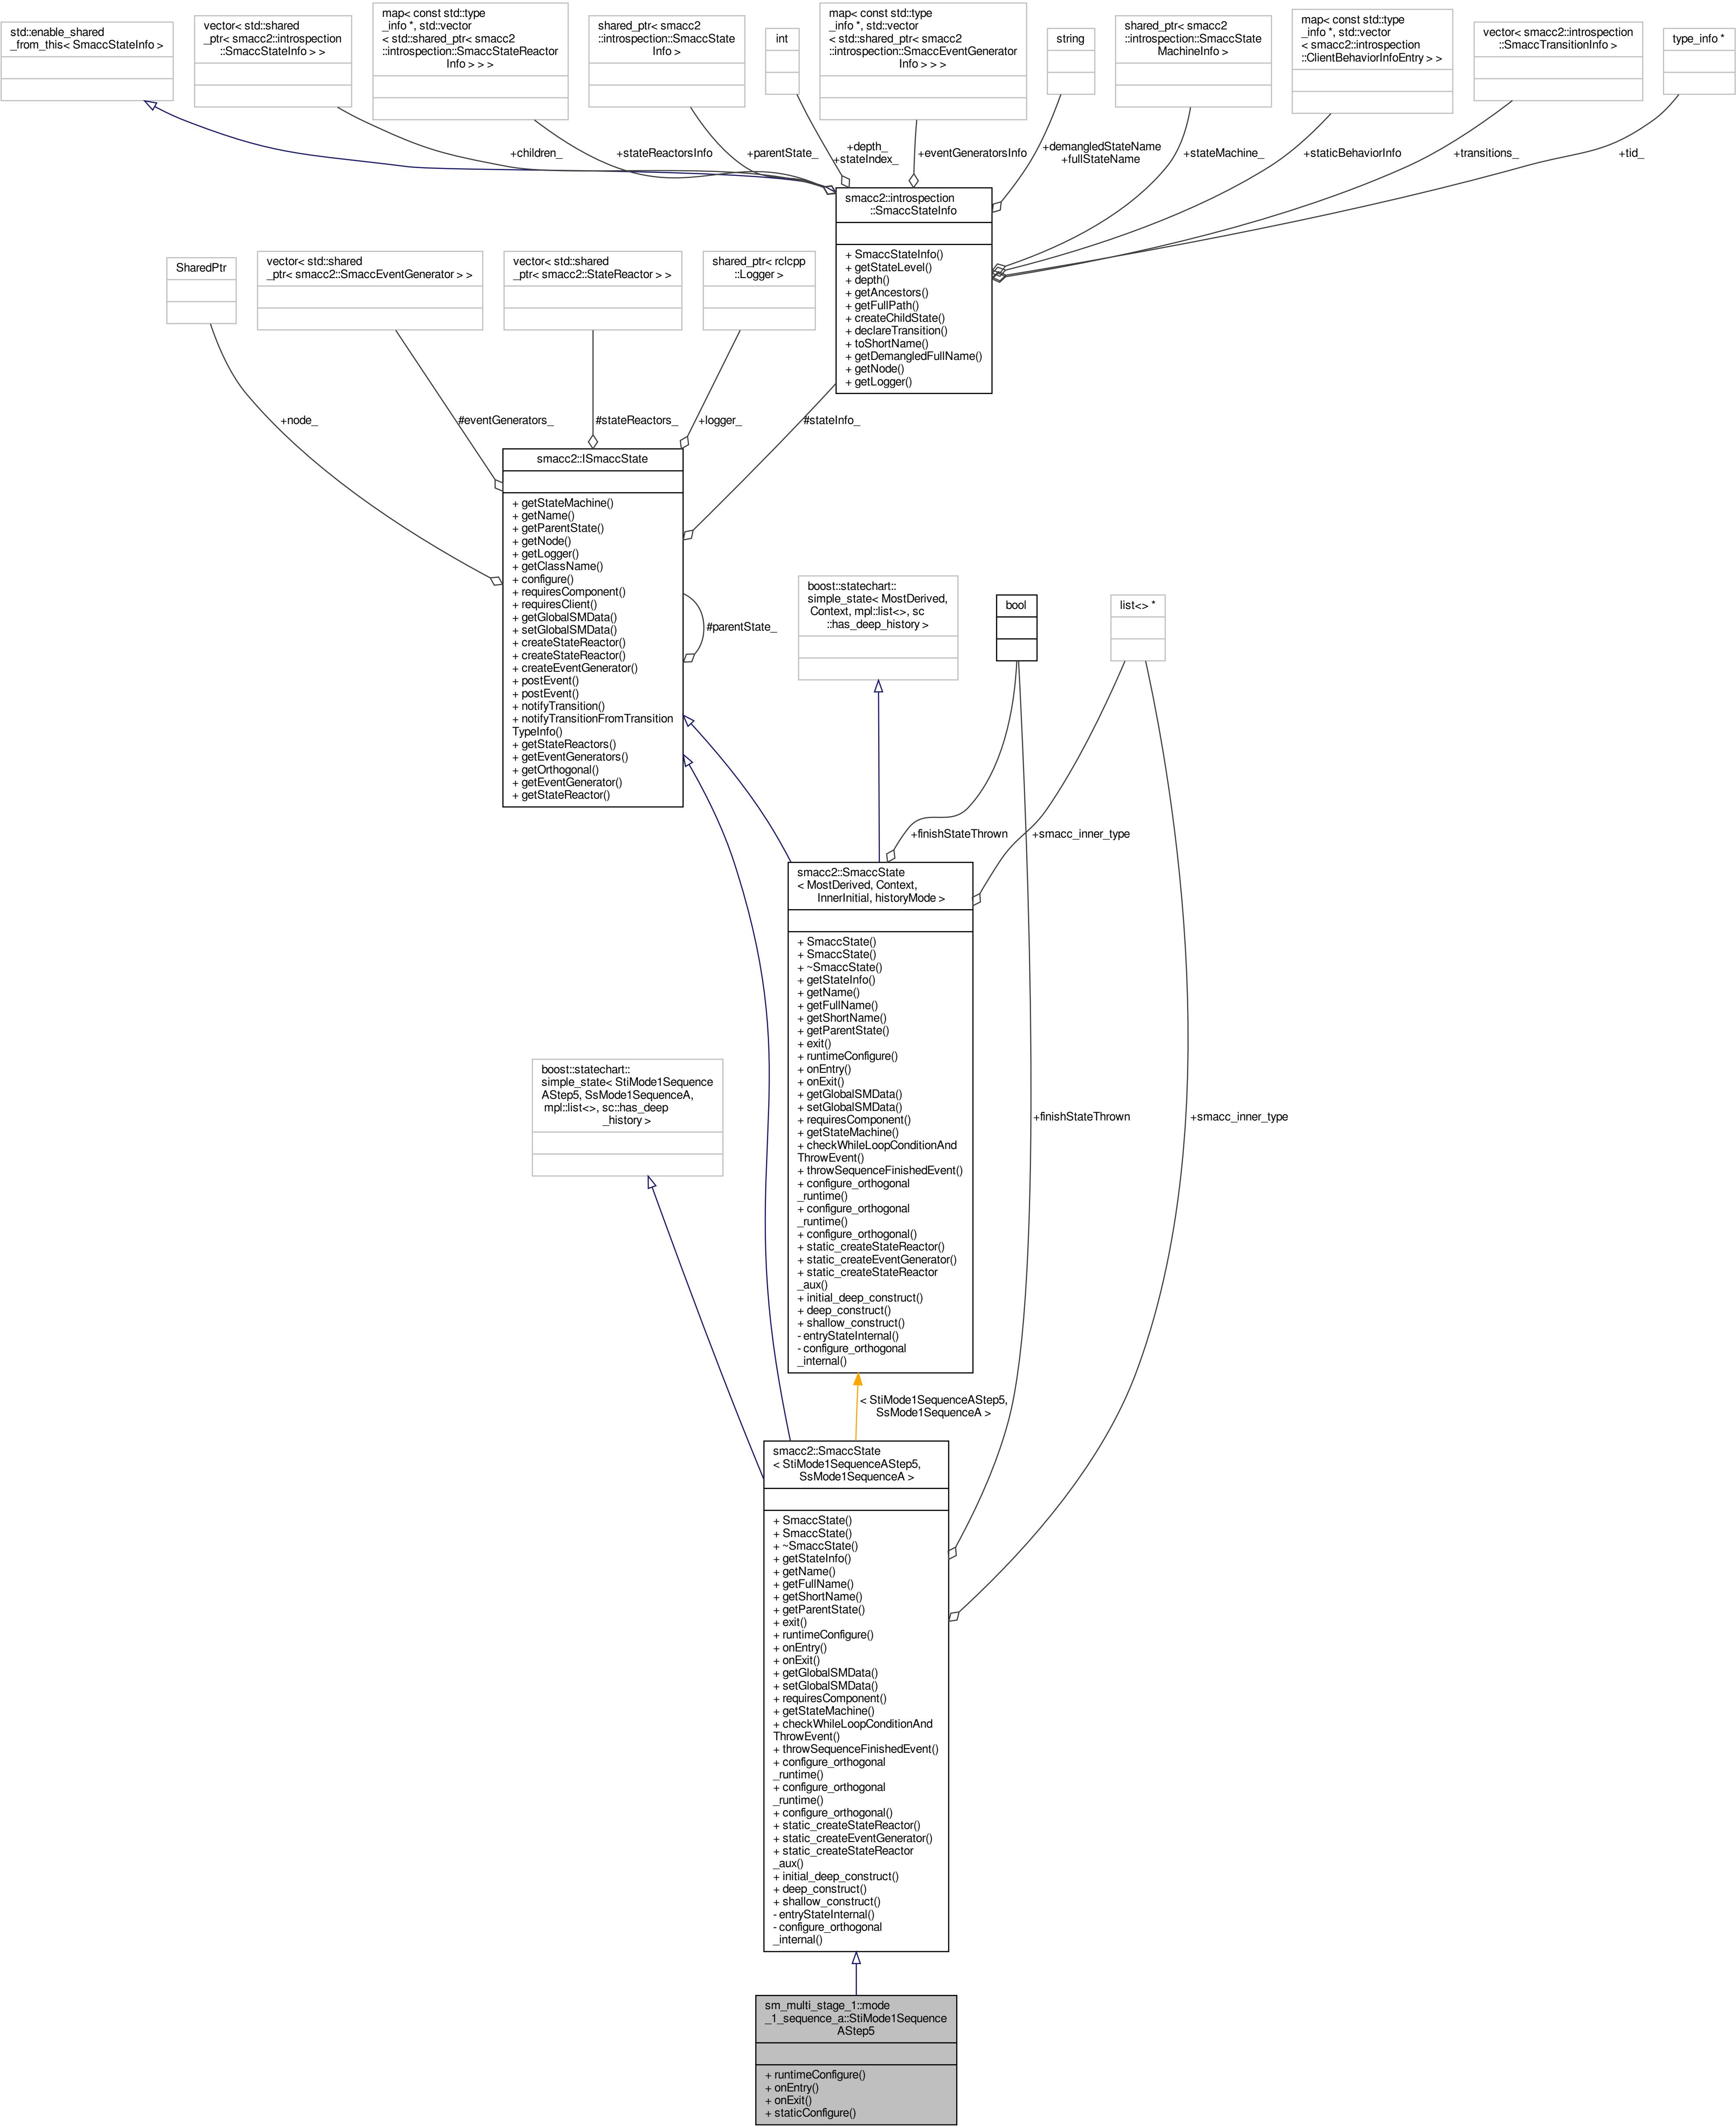 std::enable_shared
_from_this< SmaccStateInfo >
vector< std::shared
_ptr< smacc2::introspection
::SmaccStateInfo > >
map< const std::type
_info *, std::vector
< std::shared_ptr< smacc2
::introspection::SmaccStateReactor
Info > > >
shared_ptr< smacc2
::introspection::SmaccState
Info >
int
map< const std::type
_info *, std::vector
< std::shared_ptr< smacc2
::introspection::SmaccEventGenerator
Info > > >
string
shared_ptr< smacc2
::introspection::SmaccState
MachineInfo >
map< const std::type
_info *, std::vector
< smacc2::introspection
::ClientBehaviorInfoEntry > >
vector< smacc2::introspection
::SmaccTransitionInfo >
type_info *
+children_
+stateReactorsInfo
+parentState_
+depth_
+stateIndex_
+eventGeneratorsInfo
+demangledStateName
+fullStateName
+stateMachine_
+staticBehaviorInfo
+transitions_
+tid_
smacc2::introspection
::SmaccStateInfo
+ SmaccStateInfo()
+ getStateLevel()
+ depth()
+ getAncestors()
+ getFullPath()
+ createChildState()
+ declareTransition()
+ toShortName()
+ getDemangledFullName()
+ getNode()
+ getLogger()
SharedPtr
vector< std::shared
_ptr< smacc2::SmaccEventGenerator > >
vector< std::shared
_ptr< smacc2::StateReactor > >
shared_ptr< rclcpp
::Logger >
+node_
#eventGenerators_
#stateReactors_
+logger_
#stateInfo_
smacc2::ISmaccState
+ getStateMachine()
+ getName()
+ getParentState()
+ getNode()
+ getLogger()
+ getClassName()
+ configure()
+ requiresComponent()
+ requiresClient()
+ getGlobalSMData()
+ setGlobalSMData()
+ createStateReactor()
+ createStateReactor()
+ createEventGenerator()
+ postEvent()
+ postEvent()
+ notifyTransition()
+ notifyTransitionFromTransition
TypeInfo()
+ getStateReactors()
+ getEventGenerators()
+ getOrthogonal()
+ getEventGenerator()
+ getStateReactor()
#parentState_
boost::statechart::
simple_state< MostDerived,
Context, mpl::list<>, sc
::has_deep_history >
bool
list<> *
+finishStateThrown
+smacc_inner_type
smacc2::SmaccState
< MostDerived, Context,
InnerInitial, historyMode >
+ SmaccState()
+ SmaccState()
+ ~SmaccState()
+ getStateInfo()
+ getName()
+ getFullName()
+ getShortName()
+ getParentState()
+ exit()
+ runtimeConfigure()
+ onEntry()
+ onExit()
+ getGlobalSMData()
+ setGlobalSMData()
+ requiresComponent()
+ getStateMachine()
+ checkWhileLoopConditionAnd
ThrowEvent()
+ throwSequenceFinishedEvent()
+ configure_orthogonal
_runtime()
+ configure_orthogonal
_runtime()
+ configure_orthogonal()
+ static_createStateReactor()
+ static_createEventGenerator()
+ static_createStateReactor
_aux()
+ initial_deep_construct()
+ deep_construct()
+ shallow_construct()
- entryStateInternal()
- configure_orthogonal
_internal()
boost::statechart::
simple_state< StiMode1Sequence
AStep5, SsMode1SequenceA,
mpl::list<>, sc::has_deep
_history >
+finishStateThrown
+smacc_inner_type
< StiMode1SequenceAStep5,
SsMode1SequenceA >
smacc2::SmaccState
< StiMode1SequenceAStep5,
SsMode1SequenceA >
+ SmaccState()
+ SmaccState()
+ ~SmaccState()
+ getStateInfo()
+ getName()
+ getFullName()
+ getShortName()
+ getParentState()
+ exit()
+ runtimeConfigure()
+ onEntry()
+ onExit()
+ getGlobalSMData()
+ setGlobalSMData()
+ requiresComponent()
+ getStateMachine()
+ checkWhileLoopConditionAnd
ThrowEvent()
+ throwSequenceFinishedEvent()
+ configure_orthogonal
_runtime()
+ configure_orthogonal
_runtime()
+ configure_orthogonal()
+ static_createStateReactor()
+ static_createEventGenerator()
+ static_createStateReactor
_aux()
+ initial_deep_construct()
+ deep_construct()
+ shallow_construct()
- entryStateInternal()
- configure_orthogonal
_internal()
sm_multi_stage_1::mode
_1_sequence_a::StiMode1Sequence
AStep5
+ runtimeConfigure()
+ onEntry()
+ onExit()
+ staticConfigure()